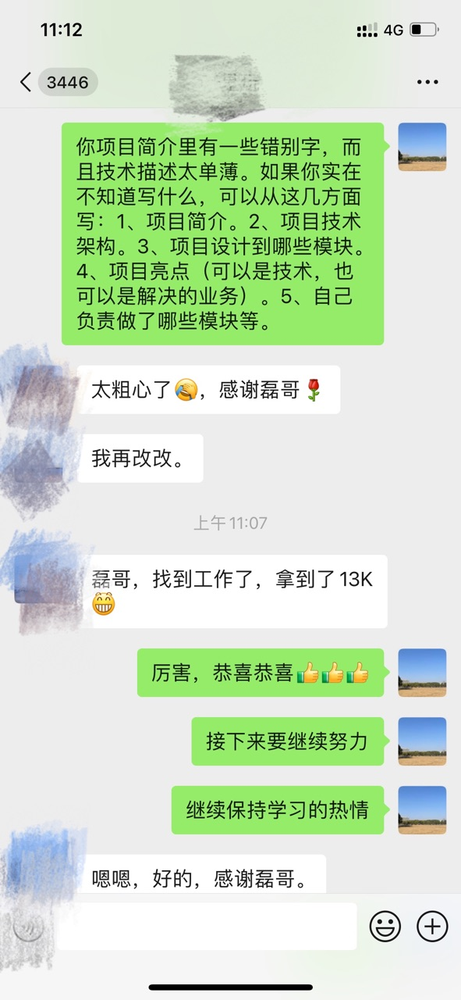 11:12
4G
3446
你项目简介里有一些错别字，而
且技术描述太单薄。如果你实在
不知道写什么，可以从这几方面
写：1、项目简介。2、项目技术
架构。3、项目设计到哪些模块。
4、项目亮点（可以是技术，也
可以是解决的业务）。5、自己
负责做了哪些模块等。
太粗心了🤣，感谢磊哥🌹
我再改改。
上午 11:07
磊哥，找到工作了，拿到了13K
😁
厉害，恭喜恭喜👍👍👍
接下来要继续努力
继续保持学习的热情
嗯嗯，好的，感谢磊哥。